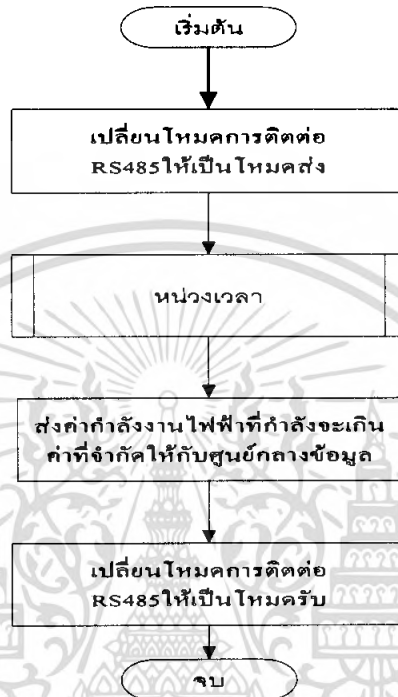 เริ่มต้น
เปลี่ยนโหมดการติดต่อ
RS485ให้เป็นโหมดส่ง
หน่วงเวลา
ส่งค่ากำลังงานไฟฟ้าที่กำลังจะเกิน
ค่าที่จำกัดให้กับศูนย์กลางข้อมูล
เปลี่ยนโหมดการติดต่อ
RS485ให้เป็นโหมดรับ
จบ